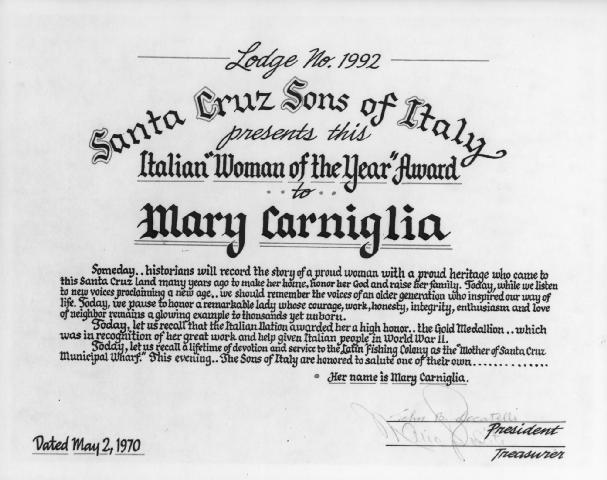 Lodge No. 1992
Santa Cruz Sons of Italy
presents this
Italian "Woman of the Year" Award
to
Mary Carniglia
Someday.. historians will record the story of a proud woman with a proud heritage who came to
this Santa Cruz land many years ago to make her home, honor her God and raise her family. Today, while we listen
to new voices proclaiming a new age.. we should remember the voices of an older generation who inspired our way of
life. Today, we pause to honor a remarkable lady whose courage, work, honesty, integrity, enthusiasm and love
of neighbor remains a glowing example to thousands yet unborn.
Today, let us recall that the Italian Nation awarded her a high honor.. the Gold Medallion.. which
was in recognition of her great work and help given Italian people in World War II.
Today, let us recall a lifetime of devotion and service to the Latin Fishing Colony as the "Mother of Santa Cruz
Municipal Wharf." This evening.. The Sons of Italy are honored to salute one of their own..............
Her name is Mary Carniglia.
John B.
President
Dated May 2, 1970
Treasurer